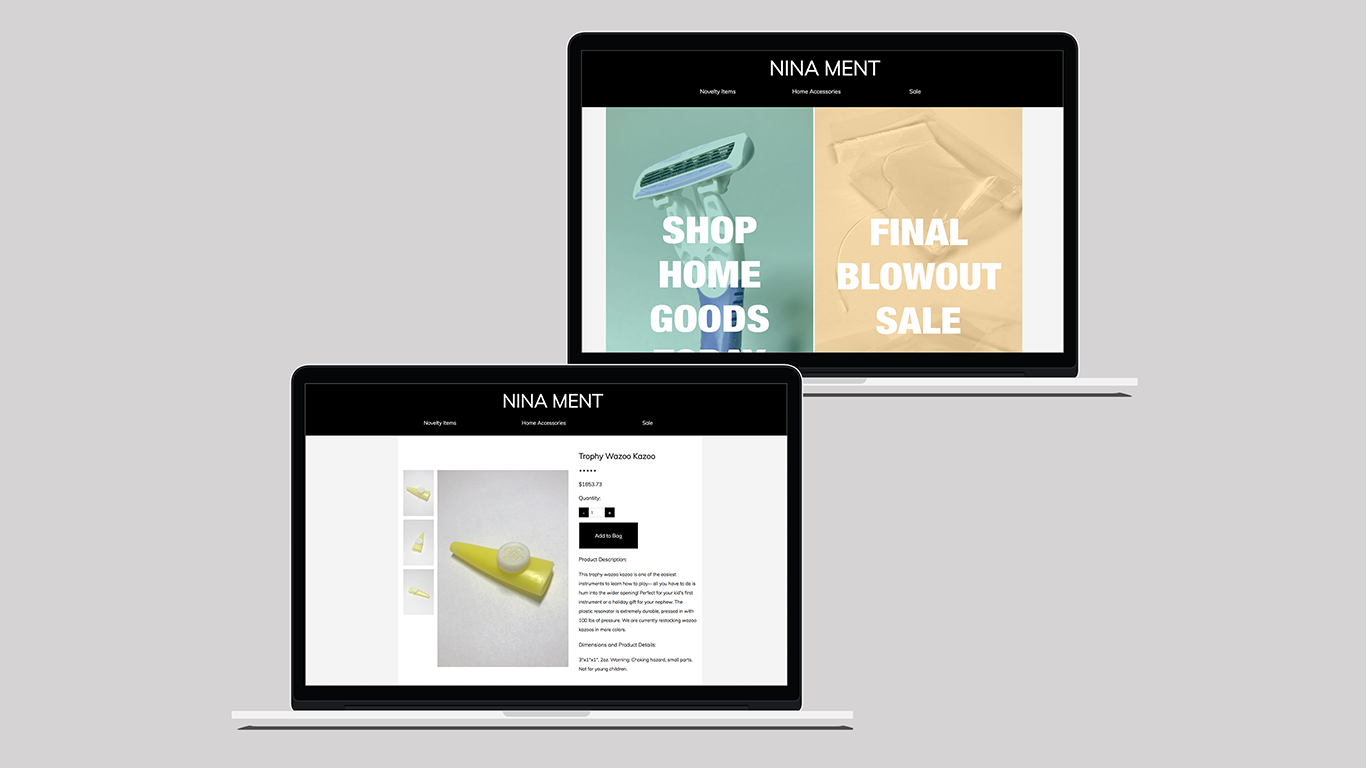 NINA MENT
Novelty Items Home Accessories Sale
SHOP
HOME
GOODS
TODAY
FINAL
BLOWOUT
SALE
NINA MENT
Novelty Items Home Accessories Sale
Trophy Wazoo Kazoo
$1853.73
Quantity:
- 1 +
Add to Bag
Product Description:
This trophy wazoo kazoo is one of the easiest
instruments to learn how to play— all you have to do is
hum into the wider opening! Perfect for your kid's first
instrument or a holiday gift for your nephew. The
plastic resonator is extremely durable, pressed in with
100 lbs of pressure. We are currently restocking wazoo
kazoos in more colors.
Dimensions and Product Details:
3"x1"x1", 2oz. Warning: Choking hazard, small parts.
Not for young children.